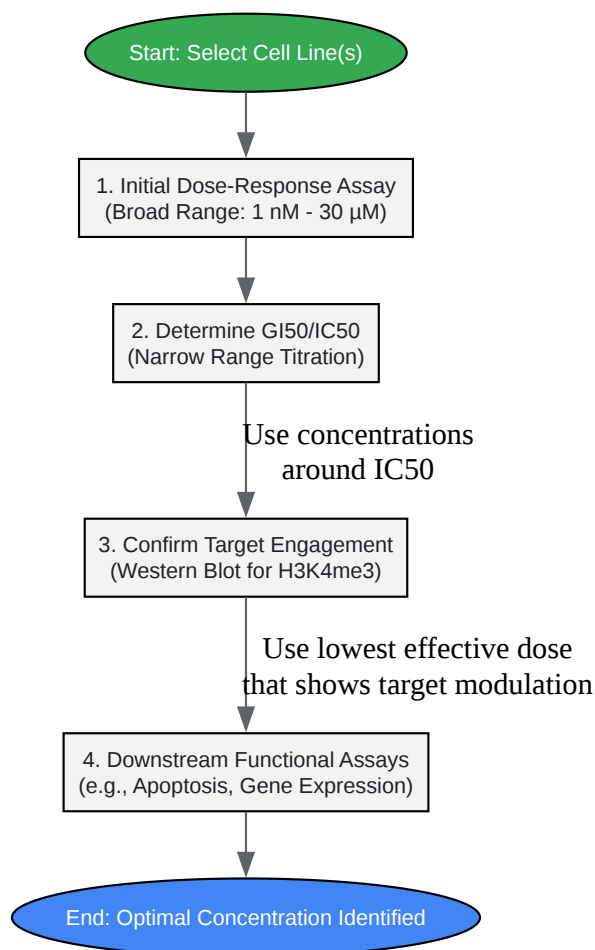 Start: Select Cell Line(s)
1. Initial Dose-Response Assay
(Broad Range: 1 nM - 30 µM)
2. Determine GI50/IC50
(Narrow Range Titration)
Use concentrations
around IC50
3. Confirm Target Engagement
(Western Blot for H3K4me3)
Use lowest effective dose
that shows target modulation
4. Downstream Functional Assays
(e.g., Apoptosis, Gene Expression)
End: Optimal Concentration Identified